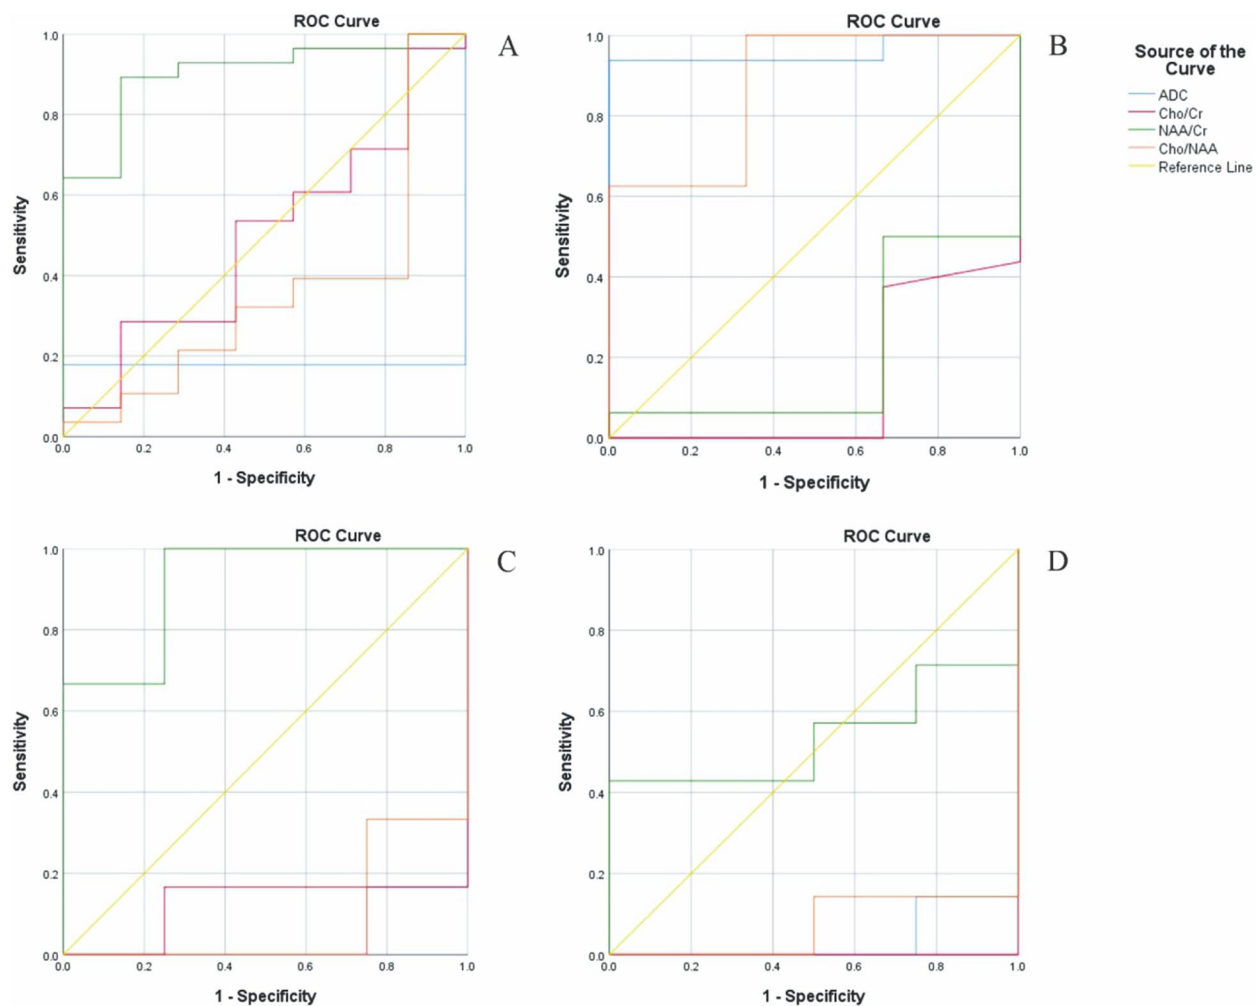 ROC Curve
A
1.0
0.8
0.6
0.4
0.2
0.0
Sensitivity
0.0 0.2 0.4 0.6 0.8 1.0
1 - Specificity
ROC Curve
B
1.0
0.8
0.6
0.4
0.2
0.0
Sensitivity
0.0 0.2 0.4 0.6 0.8 1.0
1 - Specificity
Source of the
Curve
ADC
Cho/Cr
NAA/Cr
Cho/NAA
Reference Line
ROC Curve
C
1.0
0.8
0.6
0.4
0.2
0.0
Sensitivity
0.0 0.2 0.4 0.6 0.8 1.0
1 - Specificity
ROC Curve
D
1.0
0.8
0.6
0.4
0.2
0.0
Sensitivity
0.0 0.2 0.4 0.6 0.8 1.0
1 - Specificity